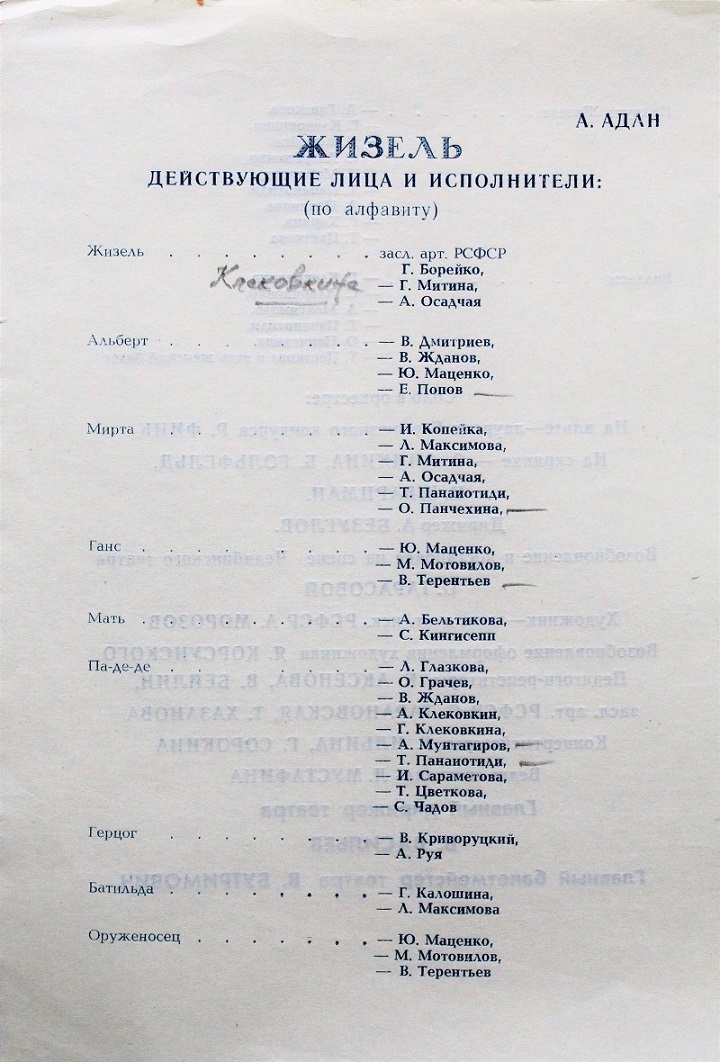 А. АДАН
ЖИЗЕЛЬ
ДЕЙСТВУЮЩИЕ ЛИЦА И ИСПОЛНИТЕЛИ:
(по алфавиту)
Жизель . . . . . . . . засл. арт. РСФСР
Г. Борейко,
Клековкина — Г. Митина,
— А. Осадчая
Альберт . . . . . . . — В. Дмитриев,
— В. Жданов,
— Ю. Маценко,
— Е. Попов
Мирта . . . . . . . . — И. Копейка,
— Л. Максимова,
— Г. Митина,
— А. Осадчая,
— Т. Панаиотиди,
— О. Панчехина,
Ганс . . . . . . . . . — Ю. Маценко,
— М. Мотовилов,
— В. Терентьев
Мать . . . . . . . . . — А. Бельтикова,
— С. Кингисепп
Па-де-де . . . . . . . — Л. Глазкова,
— О. Грачев,
— В. Жданов,
— А. Клековкин,
— Г. Клековкина,
— А. Мунтагиров,
— Т. Панаиотиди,
— И. Сараметова,
— Т. Цветкова,
— С. Чадов
Герцог . . . . . . . . — В. Криворуцкий,
— А. Руя
Батильда . . . . . . . — Г. Калошина,
— Л. Максимова
Оруженосец . . . . . . — Ю. Маценко,
— М. Мотовилов,
— В. Терентьев